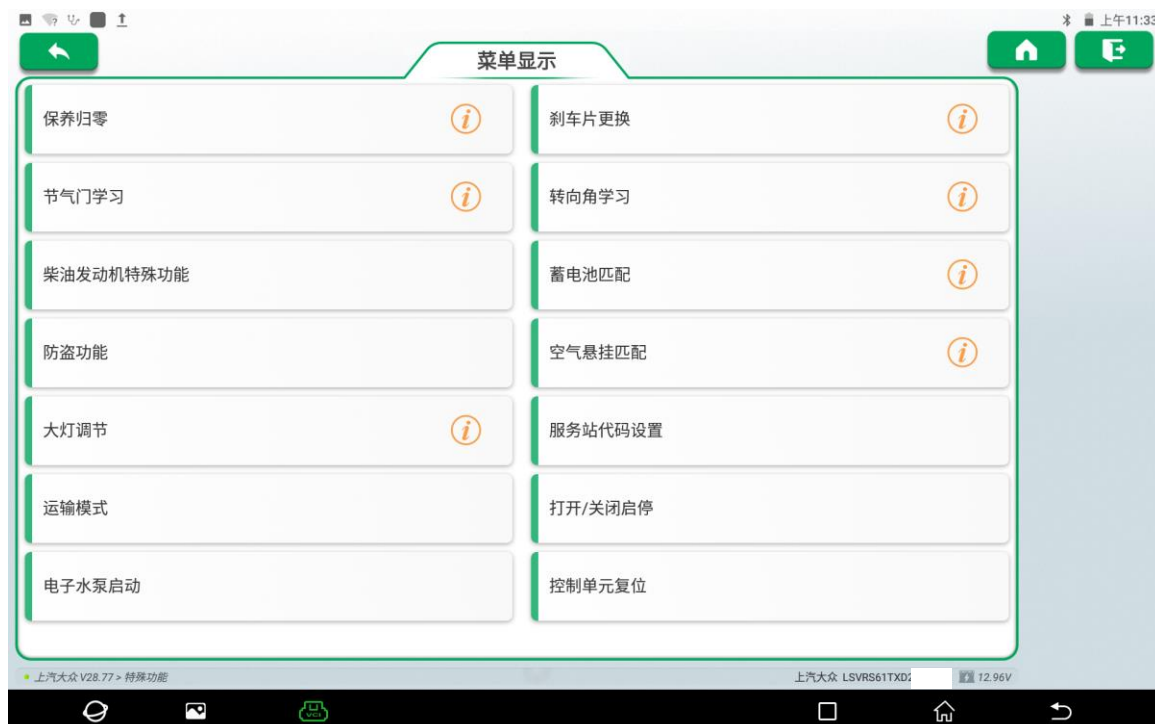 上午11:33
菜单显示
保养归零
刹车片更换
节气门学习
转向角学习
柴油发动机特殊功能
蓄电池匹配
防盗功能
空气悬挂匹配
大灯调节
服务站代码设置
运输模式
打开/关闭启停
电子水泵启动
控制单元复位
上汽大众 V28.77 > 特殊功能
上汽大众 LSVRS61TXD2
12.96V
VCI